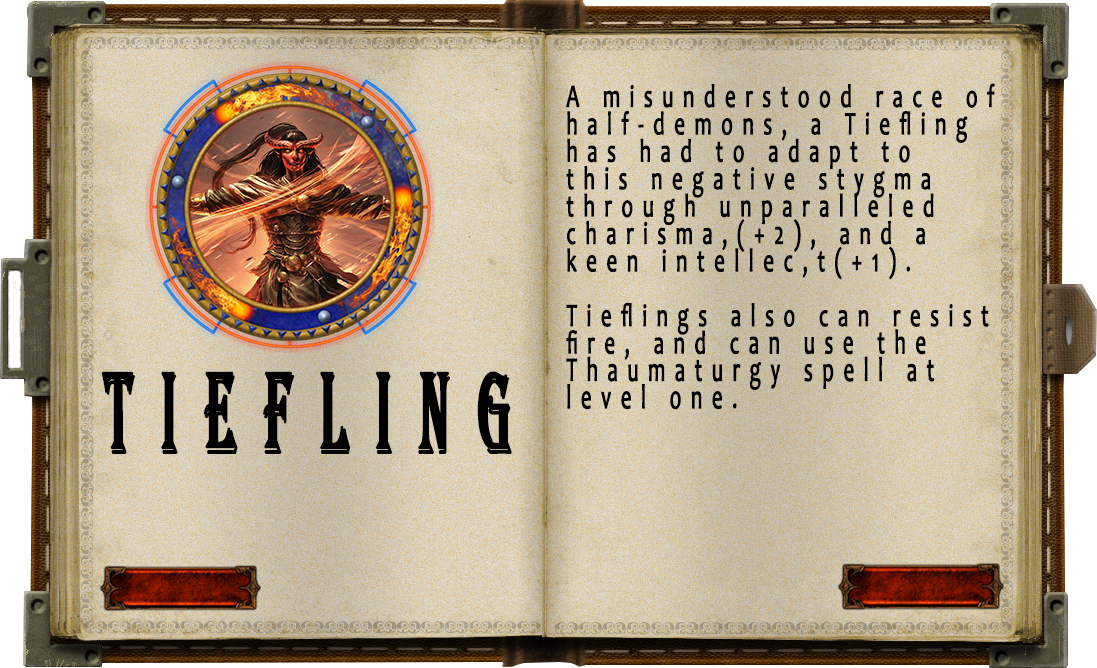 TIEFLING
A misunderstood race of
half-demons, a Tiefling
has had to adapt to
this negative stygma
through unparalleled
charisma,(+2), and a
keen intellec,t(+1).
Tieflings also can resist
fire, and can use the
Thaumaturgy spell at
level one.